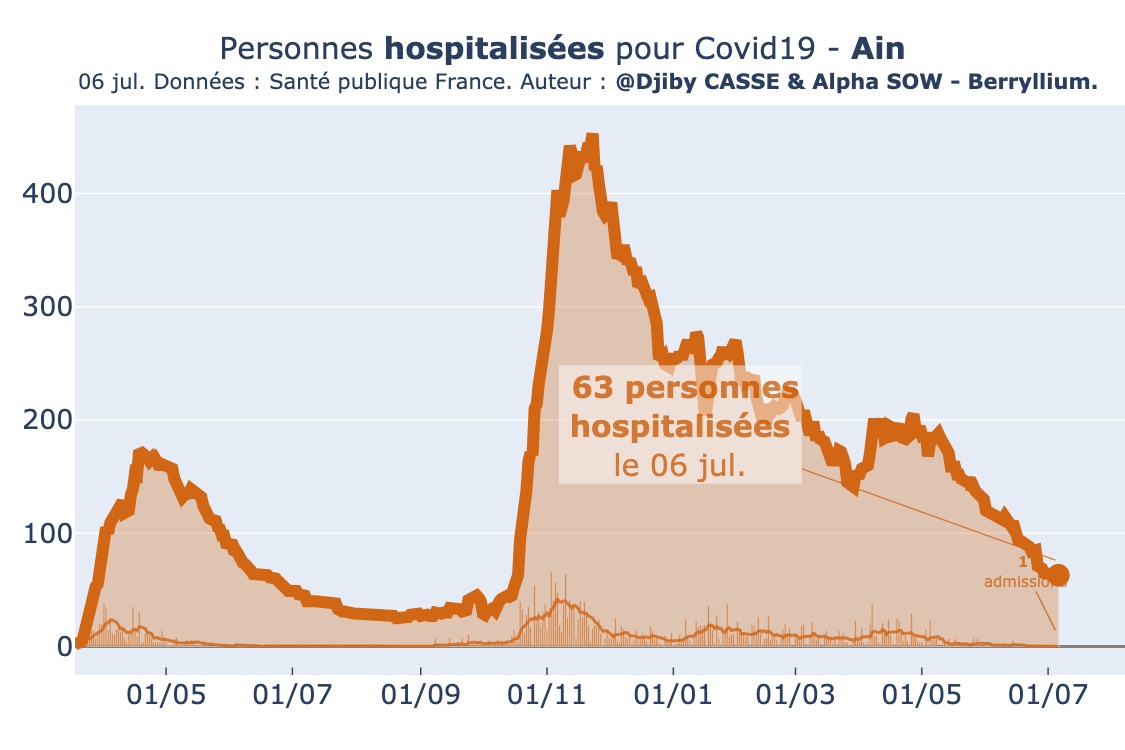 Personnes hospitalisées pour Covid19 - Ain
06 jul. Données : Santé publique France. Auteur : @Djiby CASSE & Alpha SOW - Berryllium.
400
300
200
100
0
63 personnes
hospitalisées
le 06 jul.
1
admissions
01/05 01/07 01/09 01/11 01/01 01/03 01/05 01/07